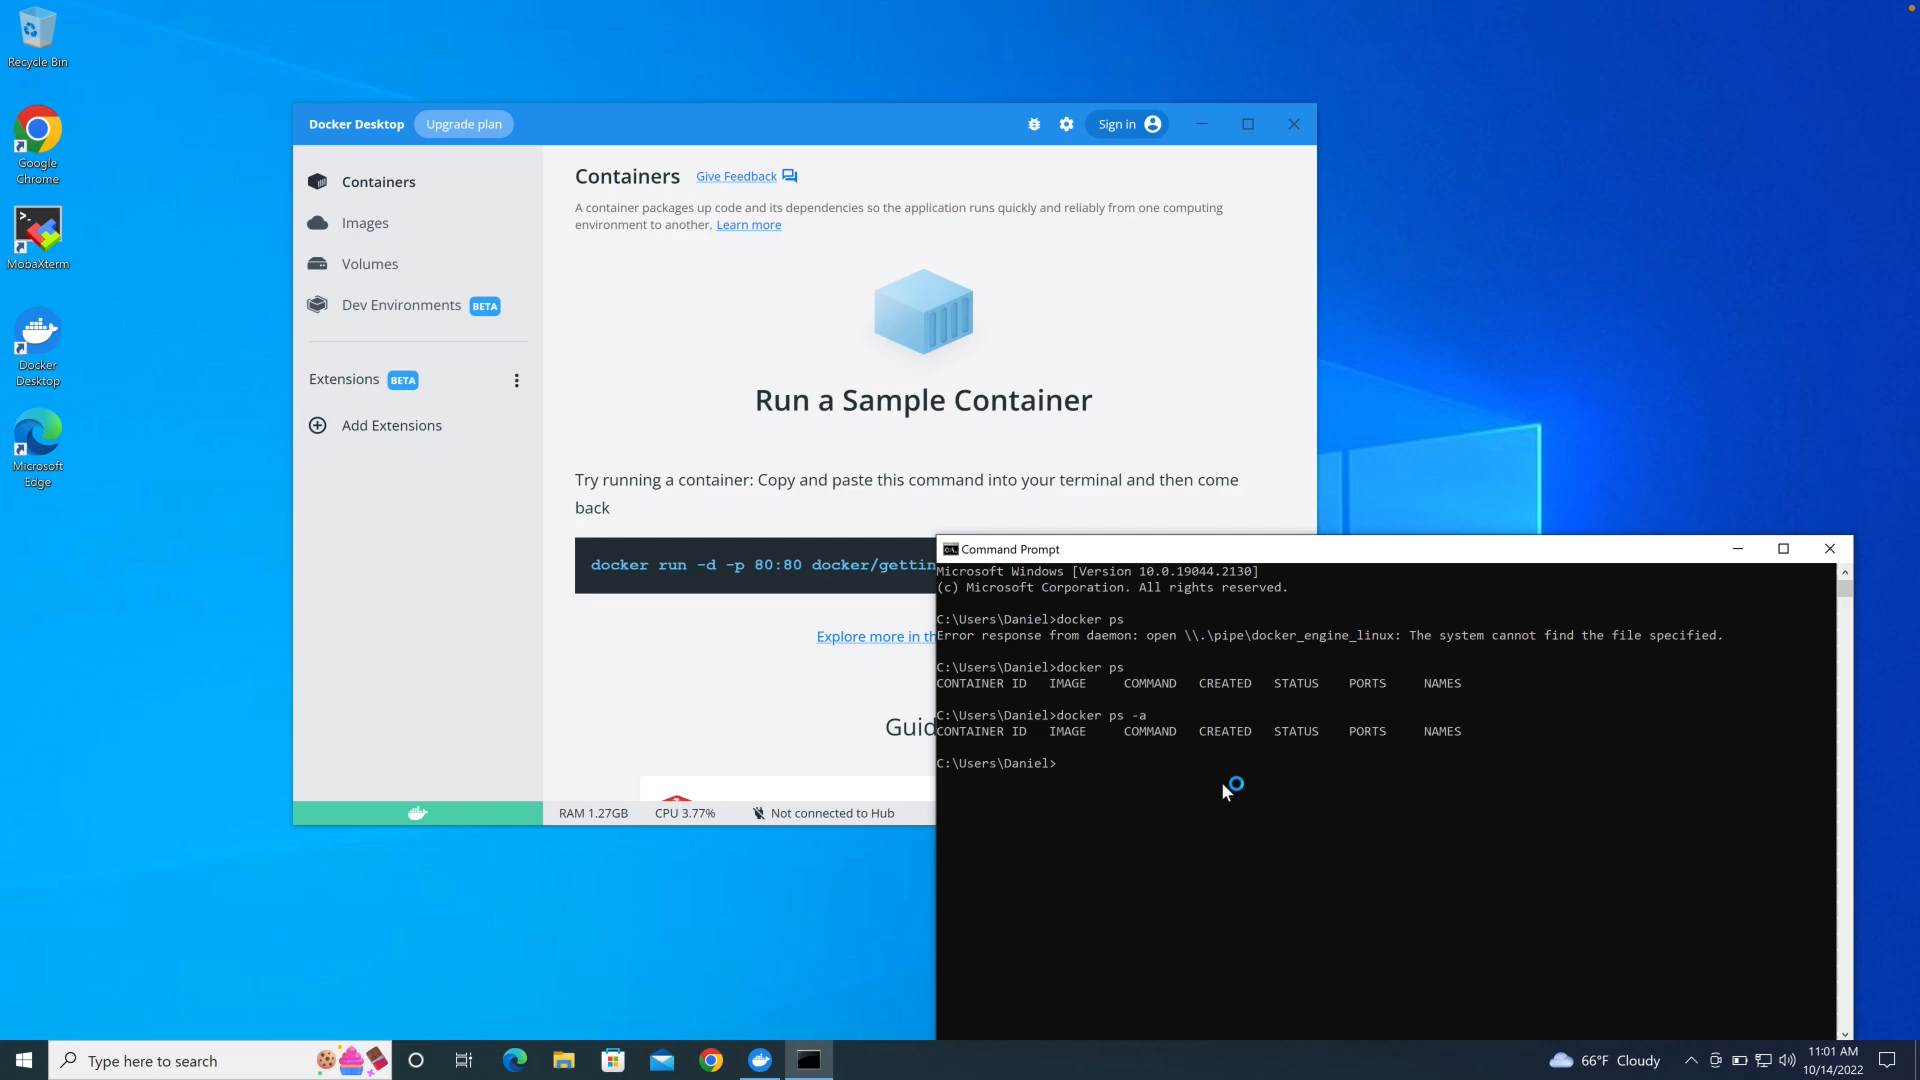 Recycle Bin
Google
Chrome
MobaXterm
Docker
Desktop
Microsoft
Edge
Docker Desktop
Upgrade plan
Sign in
Containers
Images
Volumes
Dev Environments BETA
Extensions BETA
Add Extensions
Containers
Give Feedback
A container packages up code and its dependencies so the application runs quickly and reliably from one computing
environment to another. Learn more
Run a Sample Container
Try running a container: Copy and paste this command into your terminal and then come
back
docker run -d -p 80:80 docker/gettin
Explore more in th
Guid
RAM 1.27GB
CPU 3.77%
Not connected to Hub
Command Prompt
Microsoft Windows [Version 10.0.19044.2130]
(c) Microsoft Corporation. All rights reserved.
C:\Users\Daniel>docker ps
Error response from daemon: open \\.\pipe\docker_engine_linux: The system cannot find the file specified.
C:\Users\Daniel>docker ps
CONTAINER ID IMAGE COMMAND CREATED STATUS PORTS NAMES
C:\Users\Daniel>docker ps -a
CONTAINER ID IMAGE COMMAND CREATED STATUS PORTS NAMES
C:\Users\Daniel>
Type here to search
66°F Cloudy
11:01 AM
10/14/2022